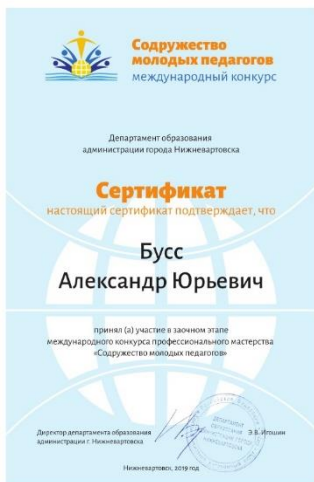 Содружество
молодых педагогов
международный конкурс
Департамент образования
администрации города Нижневартовска
Сертификат
настоящий сертификат подтверждает, что
Бусс
Александр Юрьевич
принял (а) участие в заочном этапе
международного конкурса профессионального мастерства
«Содружество молодых педагогов»
Директор департамента образования
администрации г. Нижневартовска
Э.В. Игошин
Нижневартовск, 2019 год